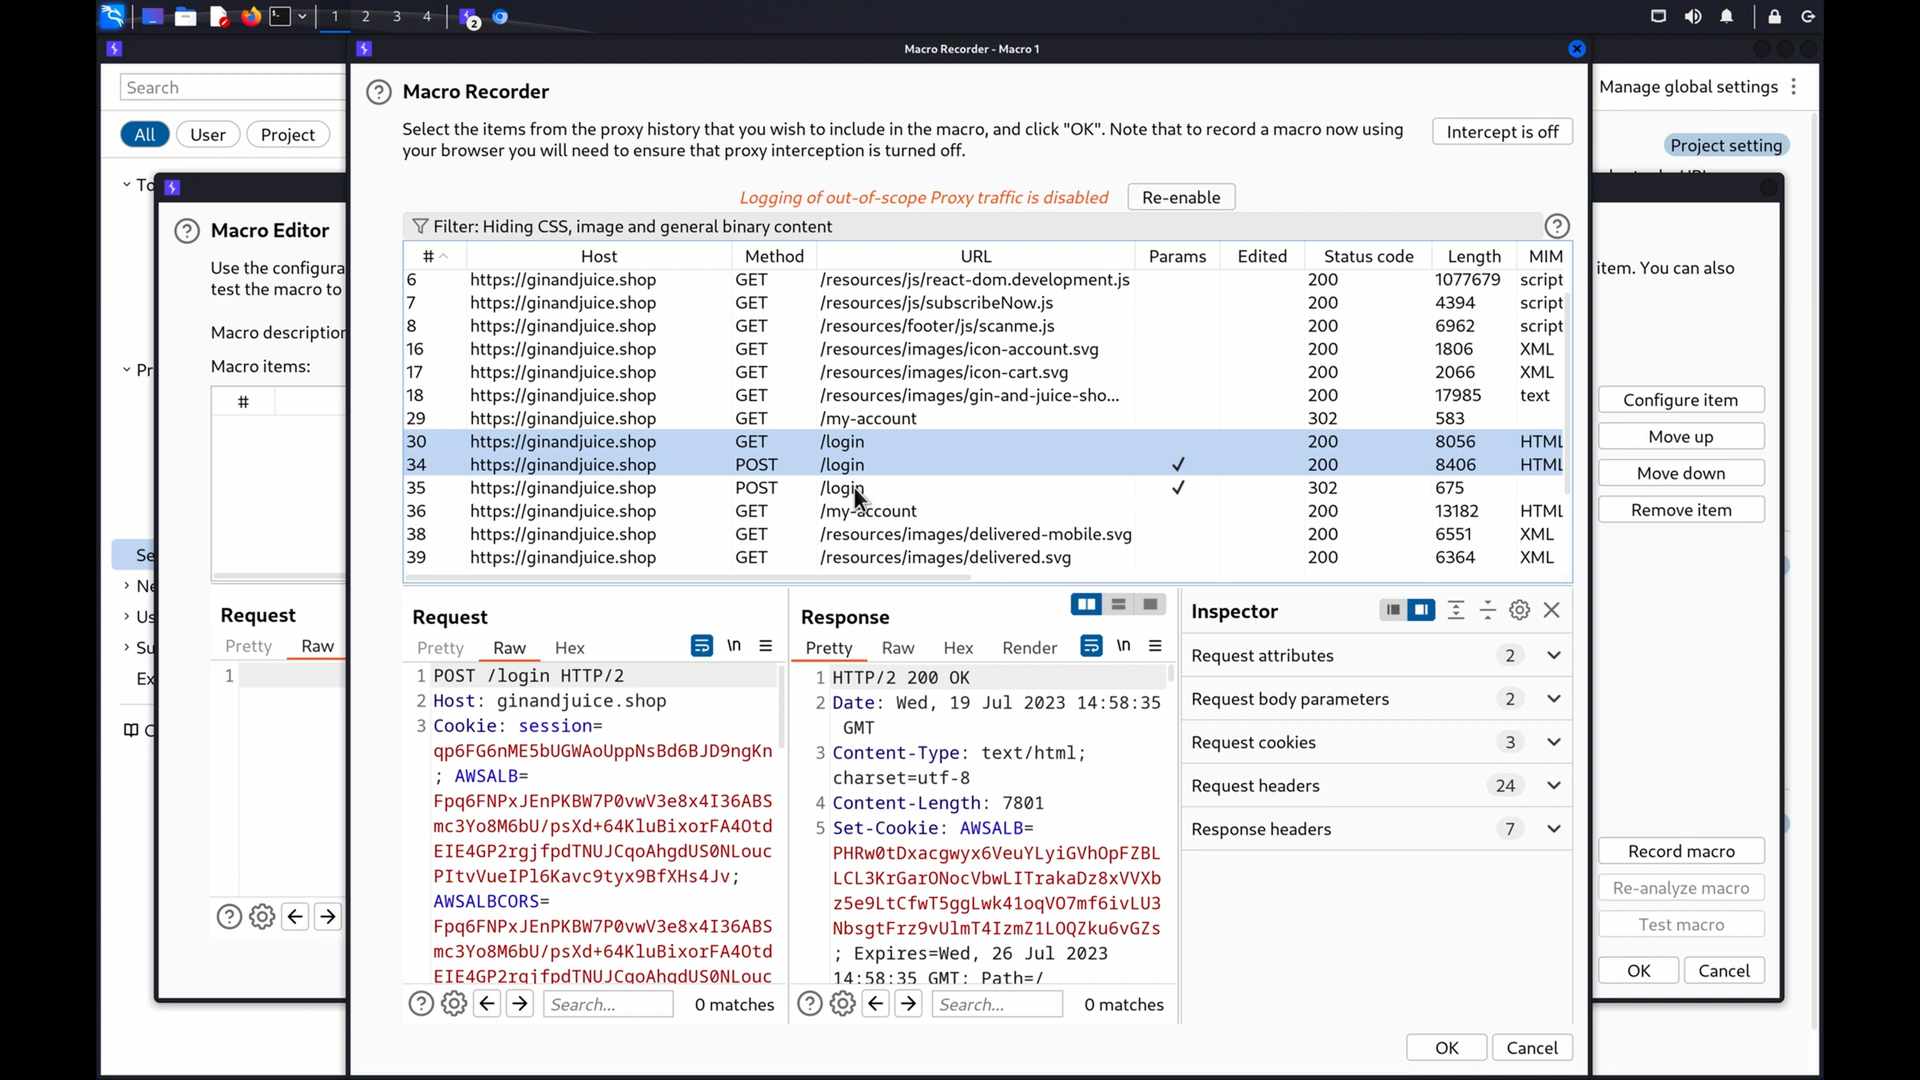 1 2 3 4 2
Macro Recorder - Macro 1
Search
All User Project
Manage global settings
Project setting
Macro Recorder
Select the items from the proxy history that you wish to include in the macro, and click "OK". Note that to record a macro now using
your browser you will need to ensure that proxy interception is turned off.
Intercept is off
Logging of out-of-scope Proxy traffic is disabled Re-enable
Filter: Hiding CSS, image and general binary content
# Host Method URL Params Edited Status code Length MIM
6 https://ginandjuice.shop GET /resources/js/react-dom.development.js 200 1077679 script
7 https://ginandjuice.shop GET /resources/js/subscribeNow.js 200 4394 script
8 https://ginandjuice.shop GET /resources/footer/js/scanme.js 200 6962 script
16 https://ginandjuice.shop GET /resources/images/icon-account.svg 200 1806 XML
17 https://ginandjuice.shop GET /resources/images/icon-cart.svg 200 2066 XML
18 https://ginandjuice.shop GET /resources/images/gin-and-juice-sho... 200 17985 text
29 https://ginandjuice.shop GET /my-account 302 583
30 https://ginandjuice.shop GET /login 200 8056 HTML
34 https://ginandjuice.shop POST /login ✓ 200 8406 HTML
35 https://ginandjuice.shop POST /login ✓ 302 675
36 https://ginandjuice.shop GET /my-account 200 13182 HTML
38 https://ginandjuice.shop GET /resources/images/delivered-mobile.svg 200 6551 XML
39 https://ginandjuice.shop GET /resources/images/delivered.svg 200 6364 XML
Request
Pretty Raw Hex \n
1 POST /login HTTP/2
2 Host: ginandjuice.shop
3 Cookie: session=
qp6FG6nME5bUGWAoUppNsBd6BJD9ngKn
; AWSALB=
Fpq6FNPxJEnPKBW7P0vwV3e8x4I36ABS
mc3Yo8M6bU/psXd+64KluBixorFA4Otd
EIE4GP2rgjfpdTNUJCqoAhgdUS0NLouc
PItvVueIPl6Kavc9tyx9BfXHs4Jv;
AWSALBCORS=
Fpq6FNPxJEnPKBW7P0vwV3e8x4I36ABS
mc3Yo8M6bU/psXd+64KluBixorFA4Otd
EIE4GP2rgjfpdTNUJCqoAhgdUS0NLouc
Search... 0 matches
Response
Pretty Raw Hex Render \n
1 HTTP/2 200 OK
2 Date: Wed, 19 Jul 2023 14:58:35
GMT
3 Content-Type: text/html;
charset=utf-8
4 Content-Length: 7801
5 Set-Cookie: AWSALB=
PHRw0tDxacgwyx6VeuYLyiGVhOpFZBL
LCL3KrGarONocVbwLITrakaDz8xVVXb
z5e9LtCfwT5ggLwk41oqVO7mf6ivLU3
NbsgtFrz9vUlmT4IzmZ1LOQZku6vGZs
; Expires=Wed, 26 Jul 2023
14:58:35 GMT; Path=/
Search... 0 matches
Inspector
Request attributes 2
Request body parameters 2
Request cookies 3
Request headers 24
Response headers 7
OK Cancel
To
Pr
Se
Ne
Us
Su
Ex
C
Macro Editor
Use the configura
test the macro to
item. You can also
Macro description
Macro items:
#
Request
Pretty Raw
1
Configure item
Move up
Move down
Remove item
Record macro
Re-analyze macro
Test macro
OK Cancel